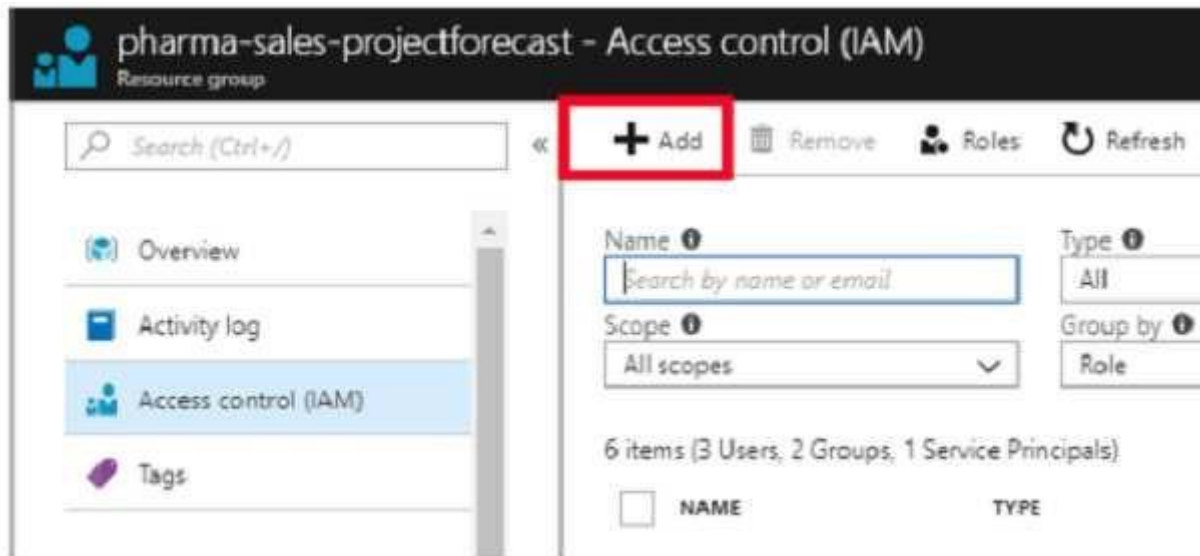 pharma-sales-projectforecast - Access control (IAM)
Resource group
Search (Ctrl+/)
«
Add
Remove
Roles
Refresh
Overview
Activity log
Access control (IAM)
Tags
Name
Type
Search by name or email
All
Scope
Group by
All scopes
Role
6 items (3 Users, 2 Groups, 1 Service Principals)
NAME
TYPE